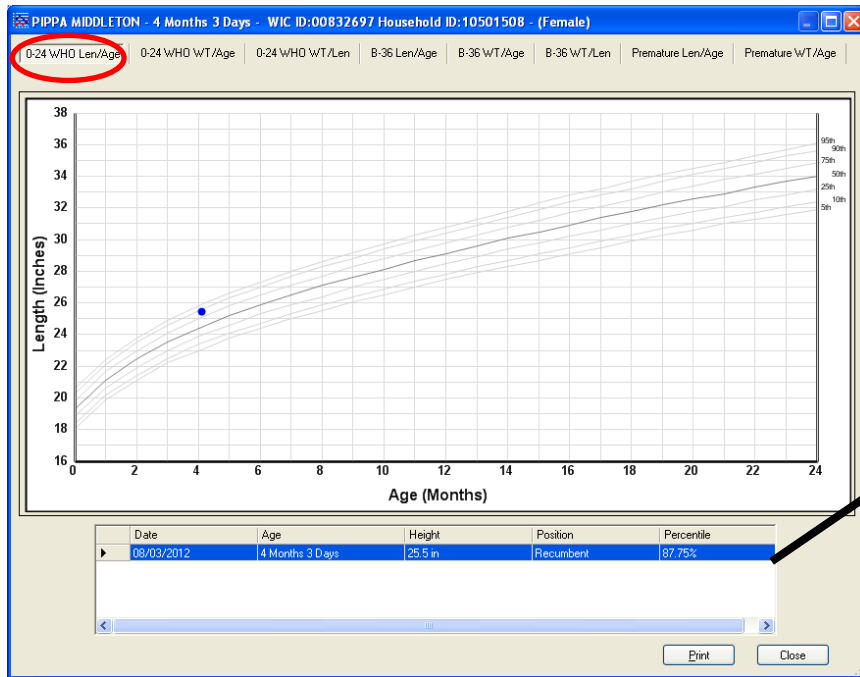 PIPPA MIDDLETON - 4 Months 3 Days - WIC ID:00832697 Household ID:10501508 - (Female)
0-24 WHO Len/Age 0-24 WHO WT/Age 0-24 WHO WT/Len B-36 Len/Age B-36 WT/Age B-36 WT/Len Premature Len/Age Premature WT/Age
38
36
34
32
30
28
26
24
22
20
18
16
Length (Inches)
95th
90th
75th
50th
25th
10th
5th
0 2 4 6 8 10 12 14 16 18 20 22 24
Age (Months)
Date Age Height Position Percentile
08/03/2012 4 Months 3 Days 25.5 in Recumbent 87.75%
Print Close